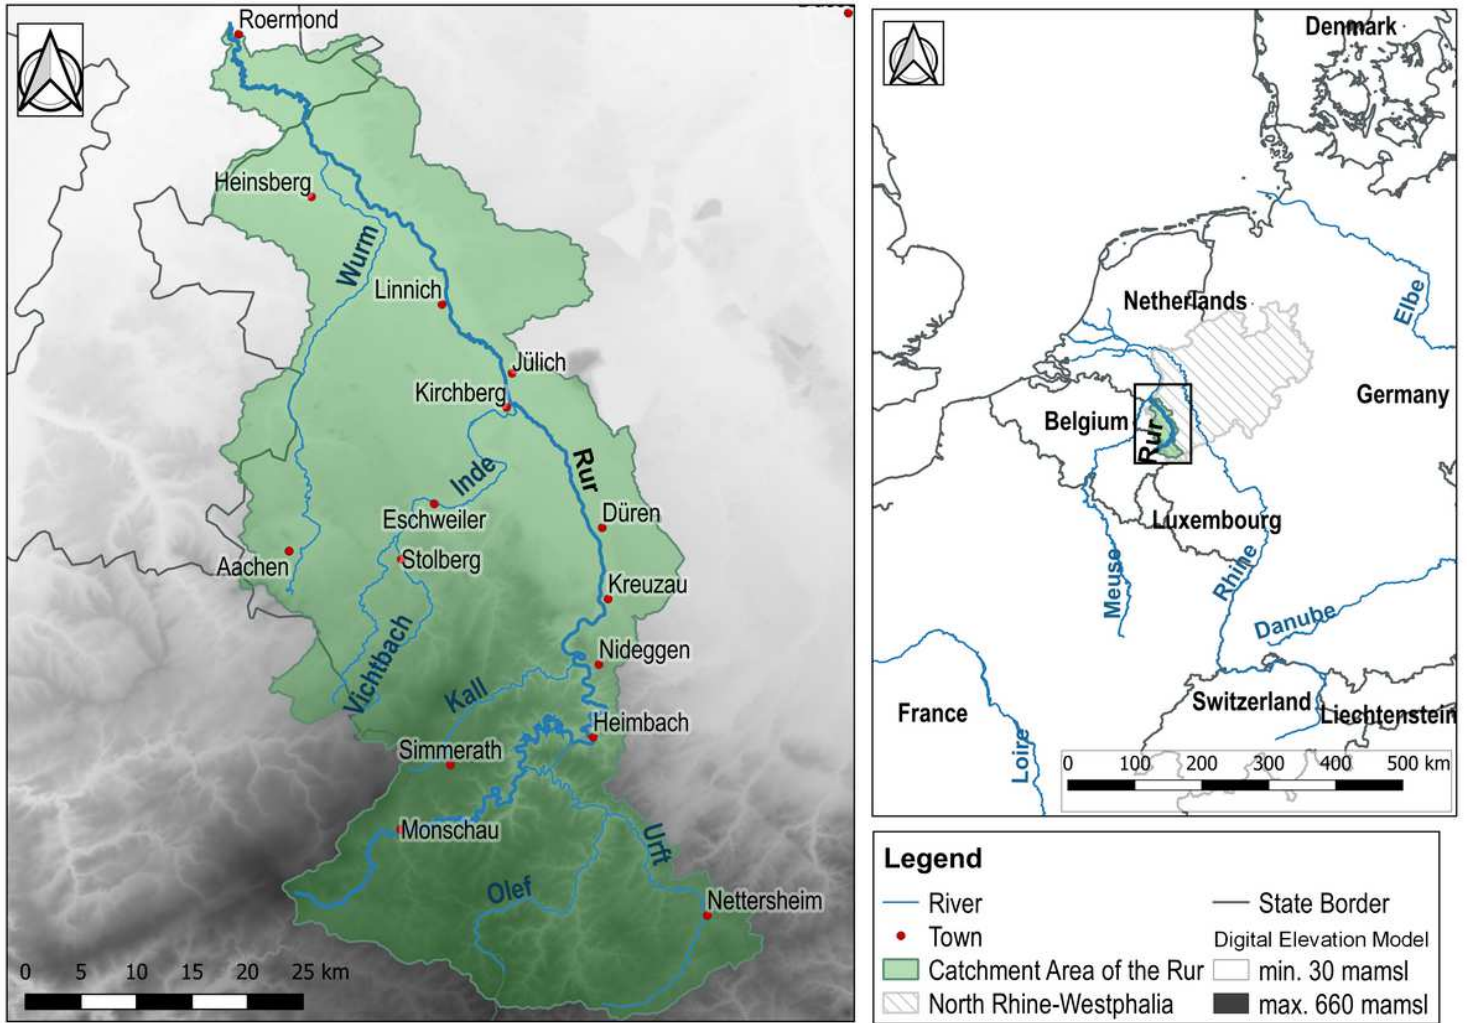 Roermond
Heinsberg
Wurm
Linnich
Jülich
Kirchberg
Rur
Inde
Eschweiler
Düren
Aachen
Stolberg
Kreuzau
Vichtbach
Nideggen
Kall
Heimbach
Simmerath
Monschau
Urft
Olef
Nettersheim
0 5 10 15 20 25 km
Denmark
Netherlands
Elbe
Germany
Belgium
Rur
Luxembourg
Meuse
Rhine
Danube
Switzerland
France
Liechtenstein
Loire
0 100 200 300 400 500 km
Legend
River
State Border
Town
Digital Elevation Model
Catchment Area of the Rur
min. 30 mamsl
North Rhine-Westphalia
max. 660 mamsl